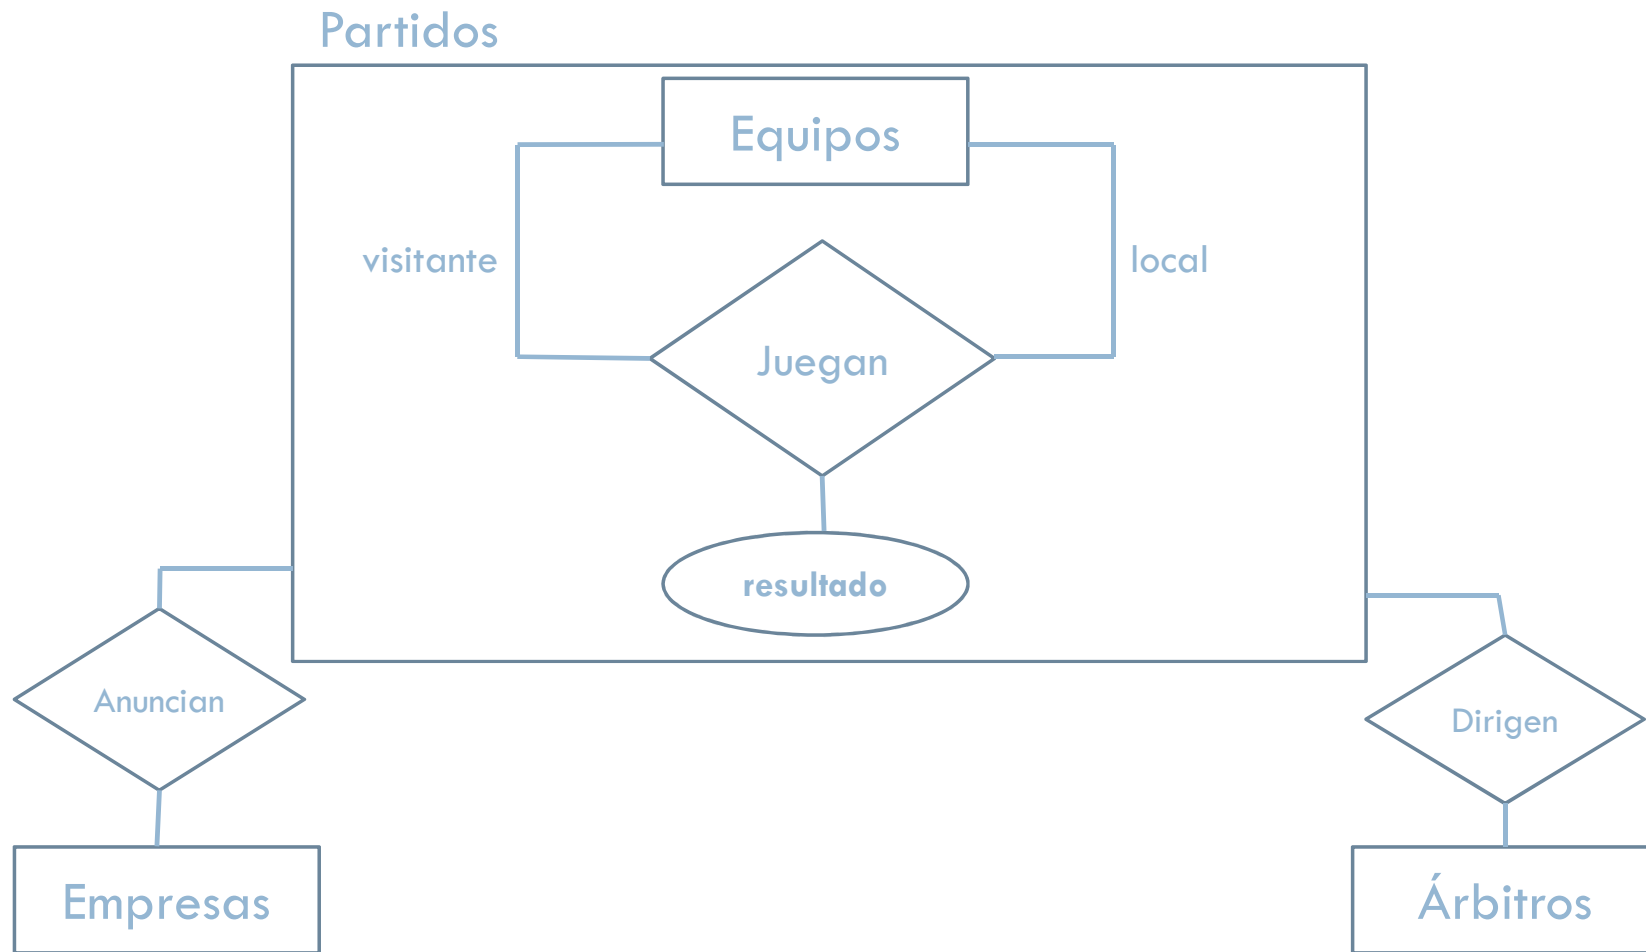 Partidos
Equipos
visitante
local
Juegan
resultado
Anuncian
Dirigen
Empresas
Árbitros